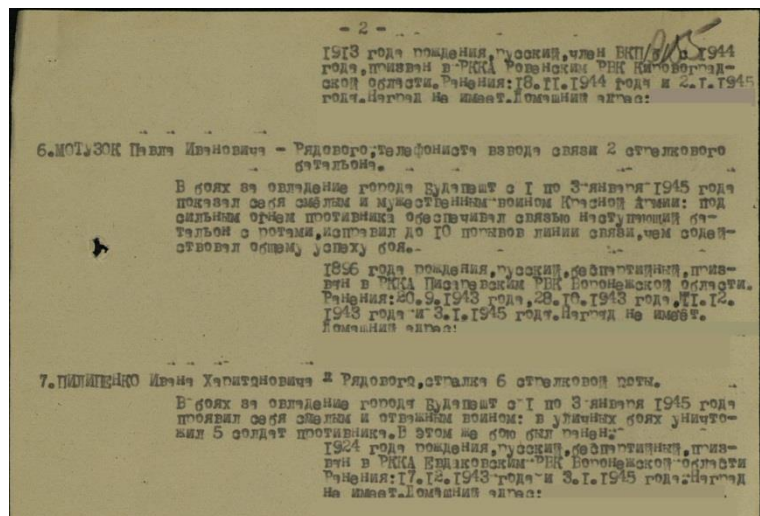 - 2 -
1913 года рождения,русский,член ВКП/б/ с 1944
года,призван в РККА Ровенским РВК Кировоград-
ской области.Ранения:18.II.1944 года и 2.I.1945
года.Наград не имеет.Домашний адрес:
6.МОТУЗОК Павла Ивановича - Рядового,телефониста взвода связи 2 стрелкового
батальона.
В боях за овладение города Будапешт с I по 3 января 1945 года
показал себя смелым и мужественным воином Красной Армии: под
сильным огнем противника обеспечивал связью наступающий ба-
тальон с ротами,исправил до 10 порывов линии связи,чем содей-
ствовал общему успеху боя.-
1896 года рождения,русский,беспартийный,приз-
ван в РККА Писаревским РВК Воронежской области.
Ранения:20.9.1943 года,28.10.1943 года,II.12.
1943 года и 3.I.1945 года.Наград не имеет.
Домашний адрес:
7.ПИЛИПЕНКО Ивана Харитановича - Рядового,стрелка 6 стрелковой роты.
В боях за овладение города Будапешт с I по 3 января 1945 года
проявил себя смелым и отважным воином: в уличных боях уничто-
жил 5 солдат противника.В этом же бою был ранен.-
1924 года рождения,русский,беспартийный,приз-
ван в РККА Евдаковским РВК Воронежской области
Ранения:17.12.1943 года и 3.I.1945 года.Наград
не имеет.Домашний адрес: